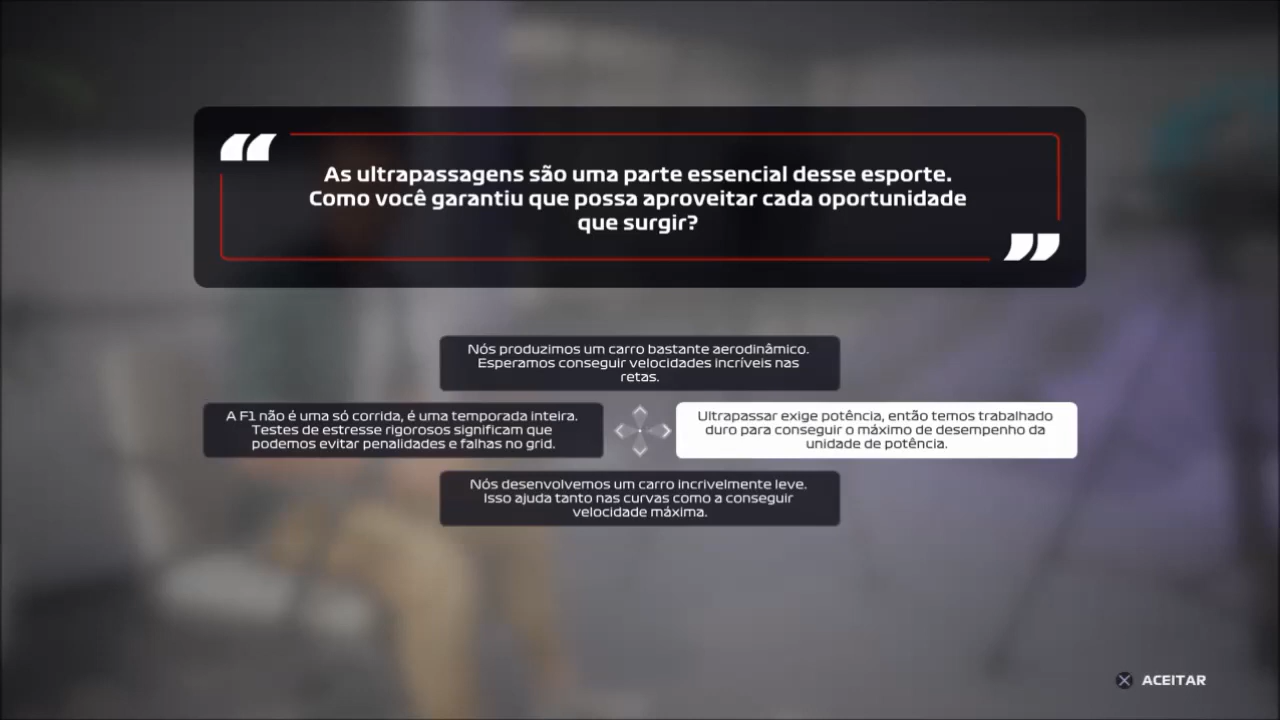 As ultrapassagens são uma parte essencial desse esporte.
Como você garantiu que possa aproveitar cada oportunidade
que surgir?
Nós produzimos um carro bastante aerodinâmico.
Esperamos conseguir velocidades incríveis nas
retas.
A F1 não é uma só corrida, é uma temporada inteira.
Testes de estresse rigorosos significam que
podemos evitar penalidades e falhas no grid.
Ultrapassar exige potência, então temos trabalhado
duro para conseguir o máximo de desempenho da
unidade de potência.
Nós desenvolvemos um carro incrivelmente leve.
Isso ajuda tanto nas curvas como a conseguir
velocidade máxima.
ACEITAR